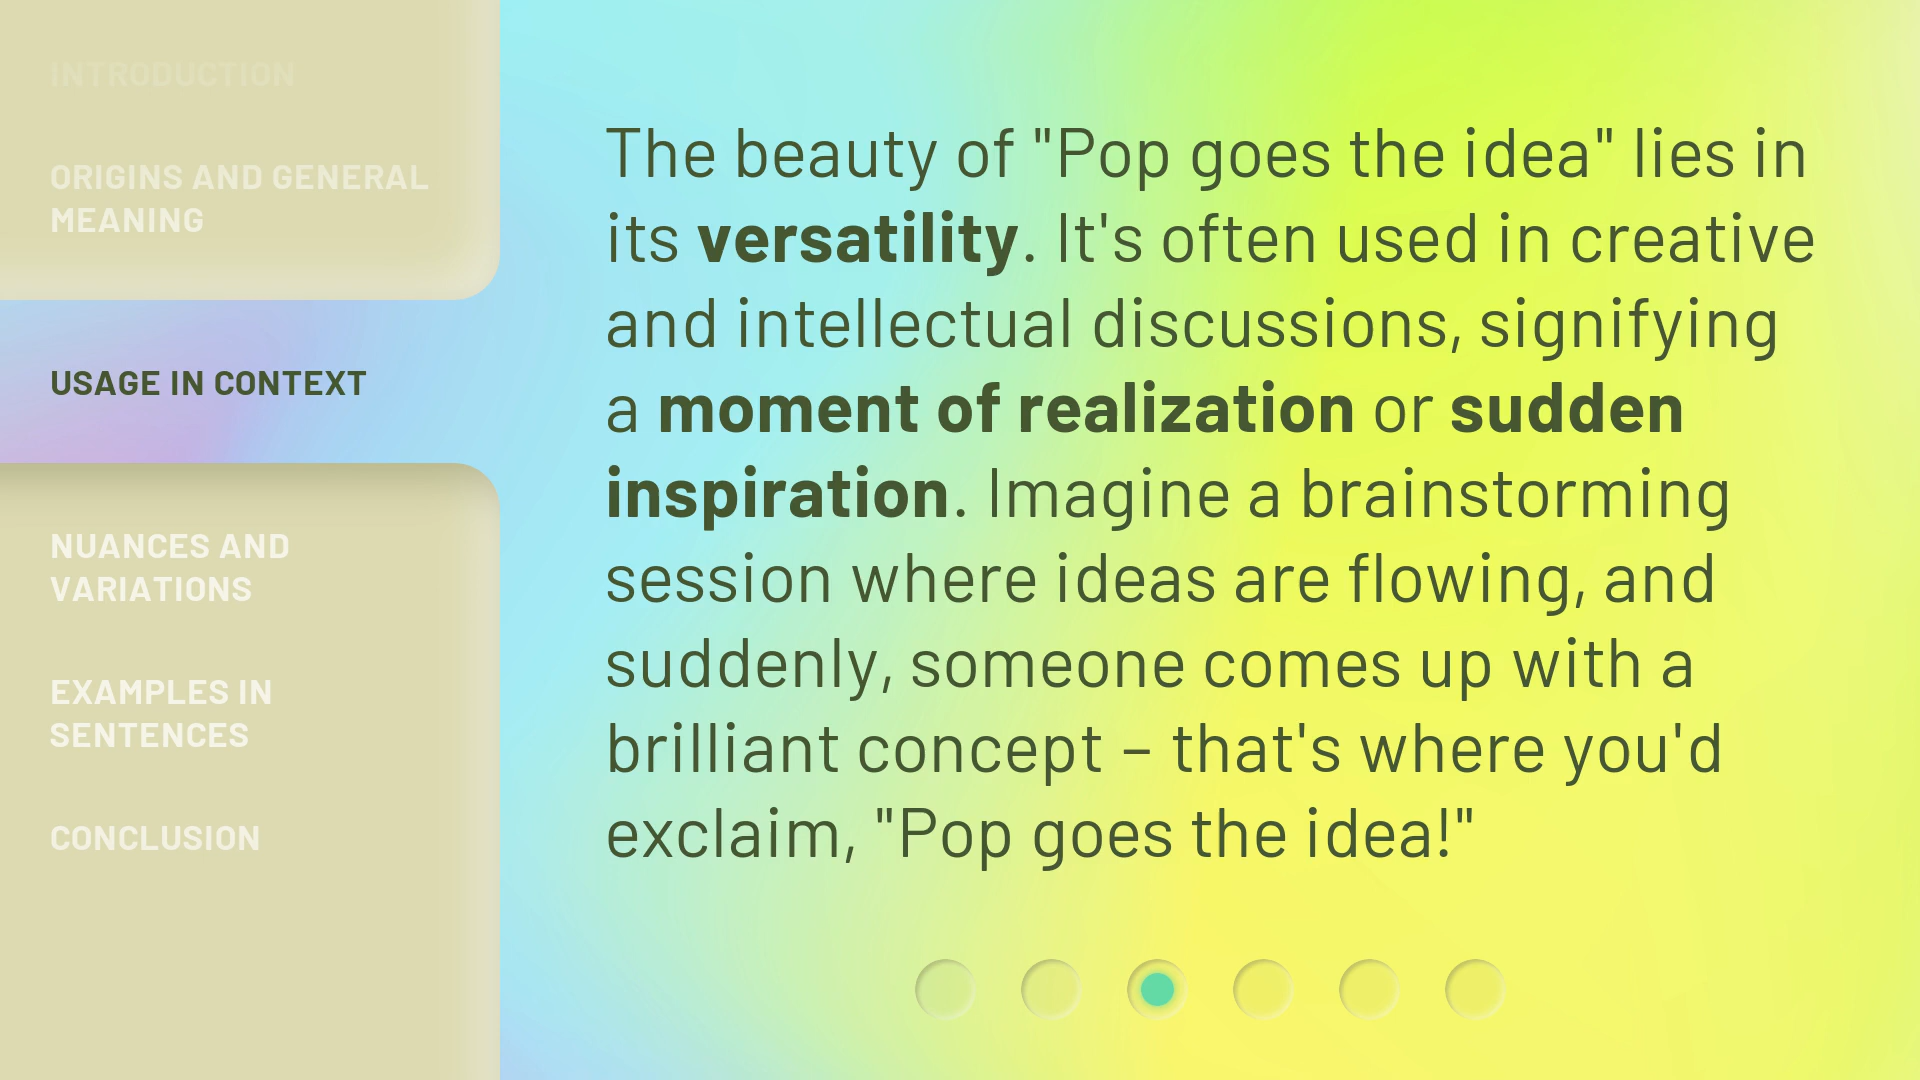 INTRODUCTION
ORIGINS AND GENERAL
MEANING
USAGE IN CONTEXT
NUANCES AND
VARIATIONS
EXAMPLES IN
SENTENCES
CONCLUSION
The beauty of "Pop goes the idea" lies in
its versatility. It's often used in creative
and intellectual discussions, signifying
a moment of realization or sudden
inspiration. Imagine a brainstorming
session where ideas are flowing, and
suddenly, someone comes up with a
brilliant concept – that's where you'd
exclaim, "Pop goes the idea!"